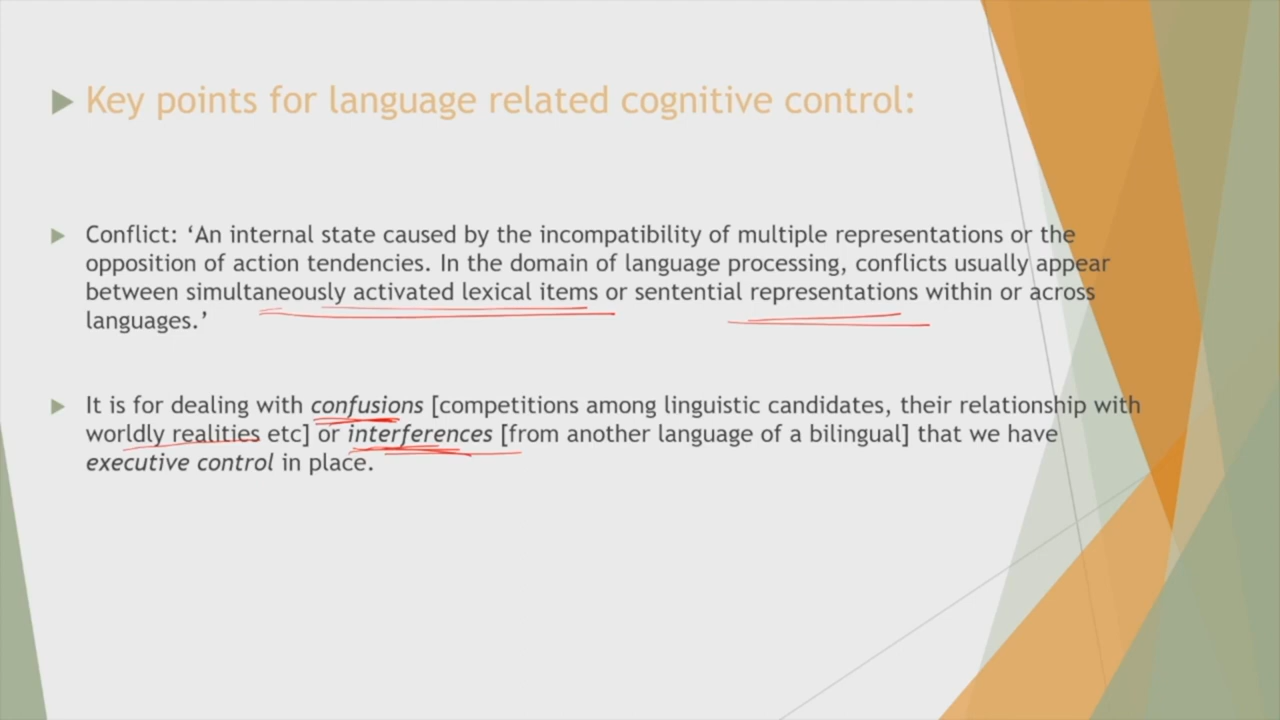 Key points for language related cognitive control:
Conflict: ‘An internal state caused by the incompatibility of multiple representations or the
opposition of action tendencies. In the domain of language processing, conflicts usually appear
between simultaneously activated lexical items or sentential representations within or across
languages.’
It is for dealing with confusions [competitions among linguistic candidates, their relationship with
worldly realities etc] or interferences [from another language of a bilingual] that we have
executive control in place.